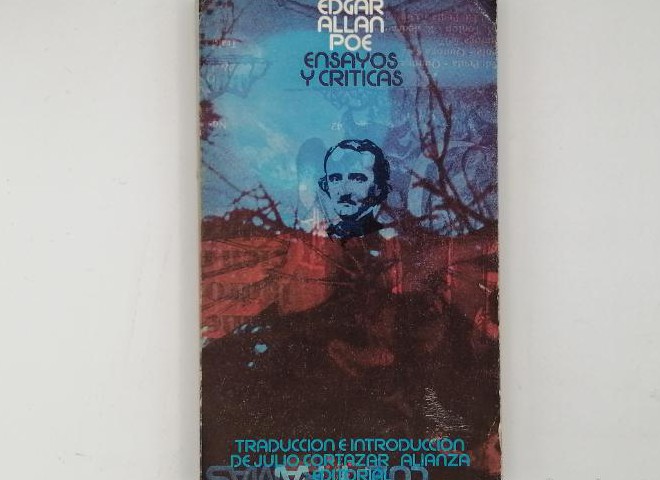 EDGAR
ALLAN
POE
ENSAYOS
Y CRITICAS
TRADUCCION E INTRODUCCION
DE JULIO CORTAZAR ALIANZA
EDITORIAL